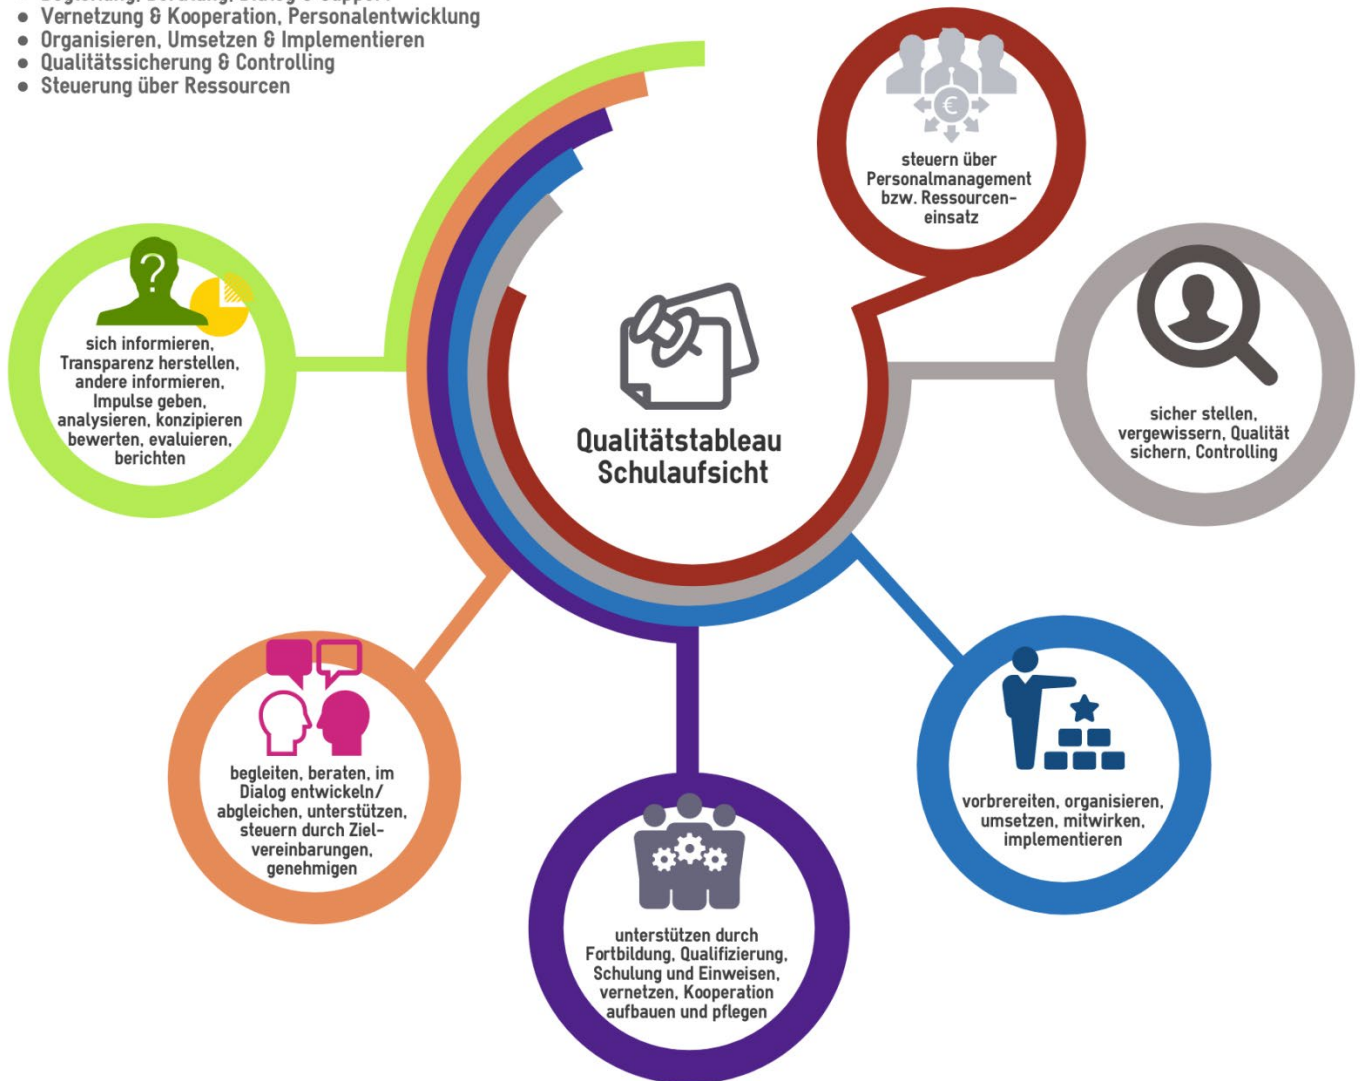 ● Vernetzung & Kooperation, Personalentwicklung
● Organisieren, Umsetzen & Implementieren
● Qualitätssicherung & Controlling
● Steuerung über Ressourcen
steuern über
Personalmanagement
bzw. Ressourcen-
einsatz
sich informieren,
Transparenz herstellen,
andere informieren,
Impulse geben,
analysieren, konzipieren
bewerten, evaluieren,
berichten
Qualitätstableau
Schulaufsicht
sicher stellen,
vergewissern, Qualität
sichern, Controlling
begleiten, beraten, im
Dialog entwickeln/
abgleichen, unterstützen,
steuern durch Ziel-
vereinbarungen,
genehmigen
unterstützen durch
Fortbildung, Qualifizierung,
Schulung und Einweisen,
vernetzen, Kooperation
aufbauen und pflegen
vorbrereiten, organisieren,
umsetzen, mitwirken,
implementieren